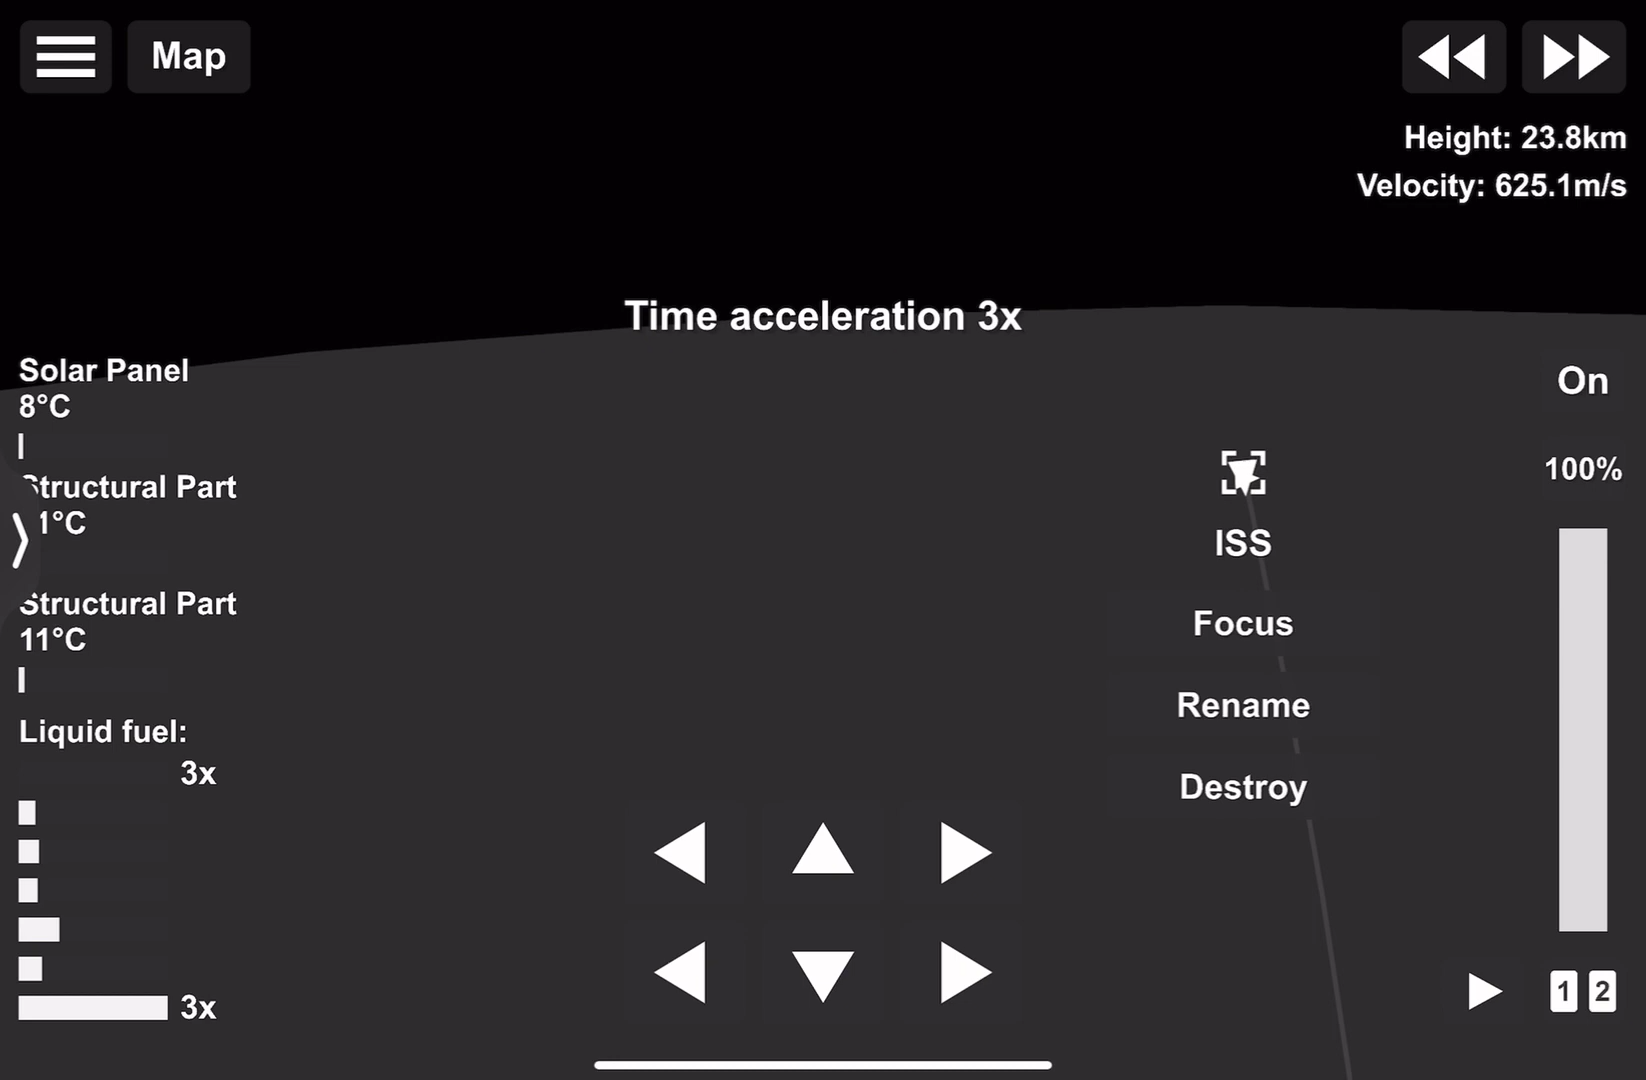 Map
Height: 23.8km
Velocity: 625.1m/s
Time acceleration 3x
Solar Panel
8°C
Structural Part
1°C
Structural Part
11°C
Liquid fuel:
3x
3x
ISS
Focus
Rename
Destroy
On
100%
1 2